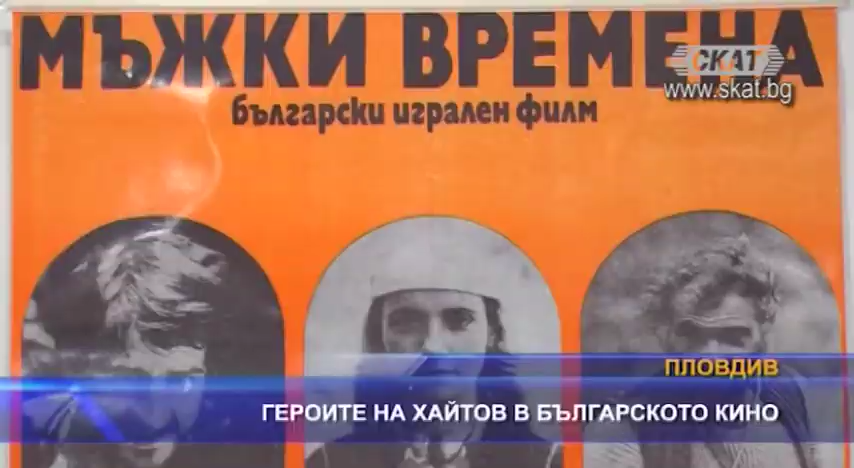 МЪЖКИ ВРЕМЕНА
български игрален филм
СКАТ
www.skat.bg
ПЛОВДИВ
ГЕРОИТЕ НА ХАЙТОВ В БЪЛГАРСКОТО КИНО